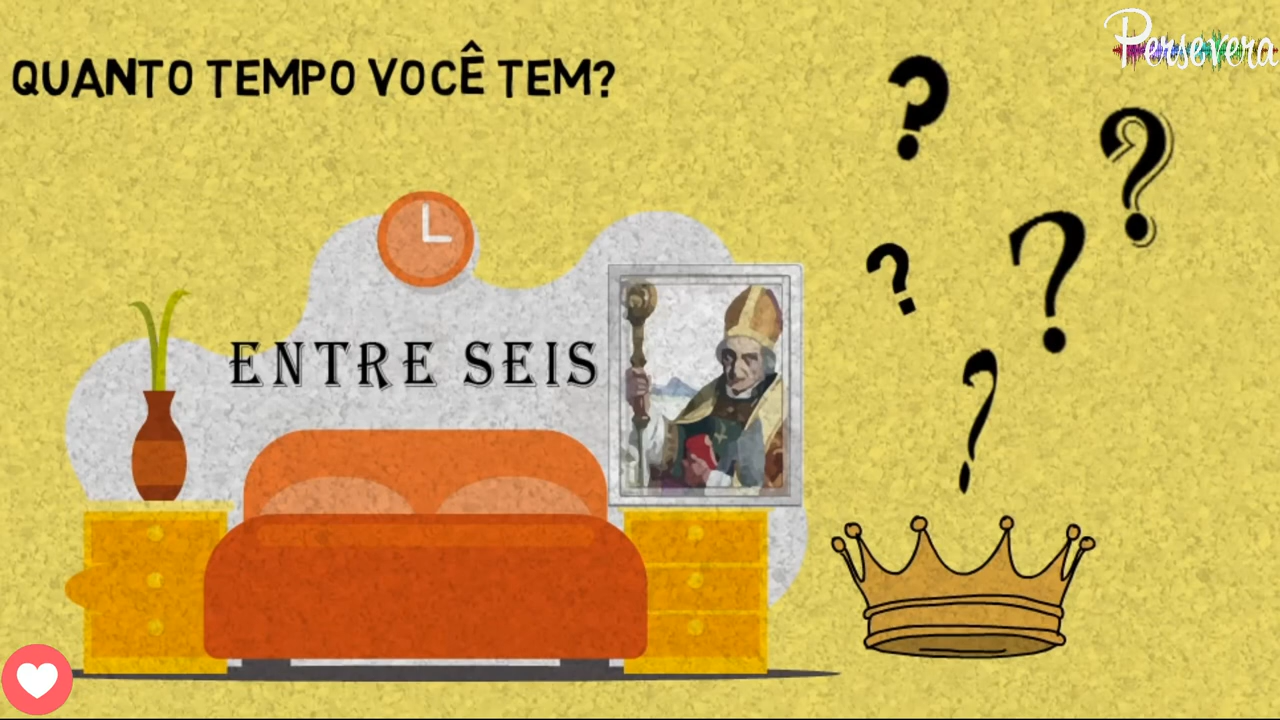 QUANTO TEMPO VOCÊ TEM?
Persevera
ENTRE SEIS
? ? ? ? ?